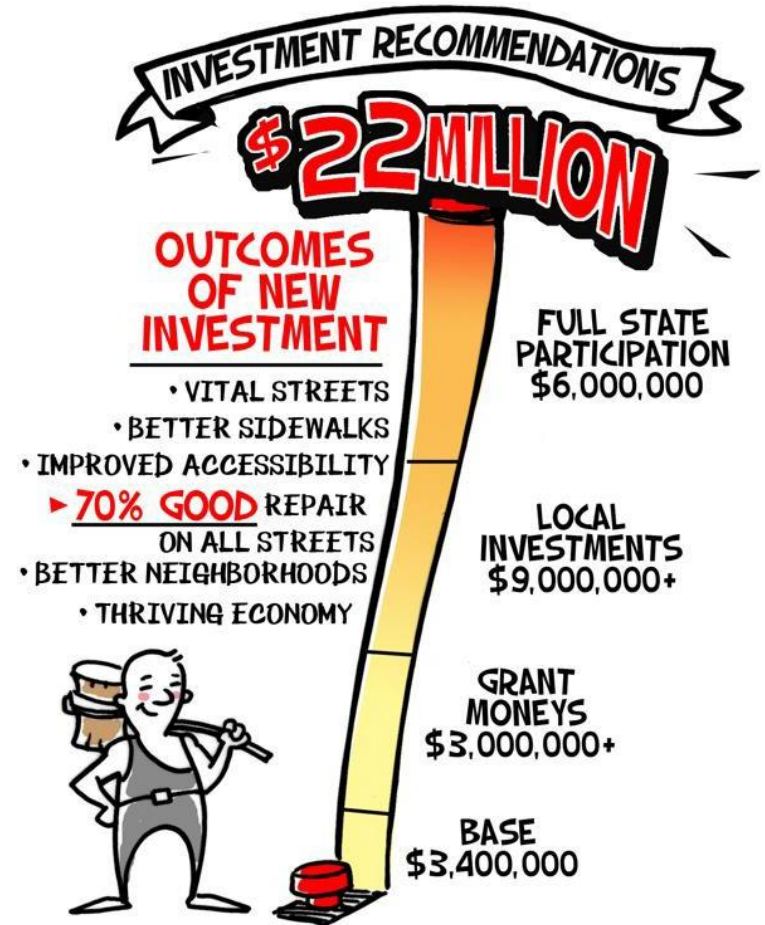 INVESTMENT RECOMMENDATIONS
$22 MILLION
OUTCOMES
OF NEW
INVESTMENT
• VITAL STREETS
• BETTER SIDEWALKS
• IMPROVED ACCESSIBILITY
► 70% GOOD REPAIR
ON ALL STREETS
• BETTER NEIGHBORHOODS
• THRIVING ECONOMY
FULL STATE
PARTICIPATION
$6,000,000
LOCAL
INVESTMENTS
$9,000,000+
GRANT
MONEYS
$3,000,000+
BASE
$3,400,000